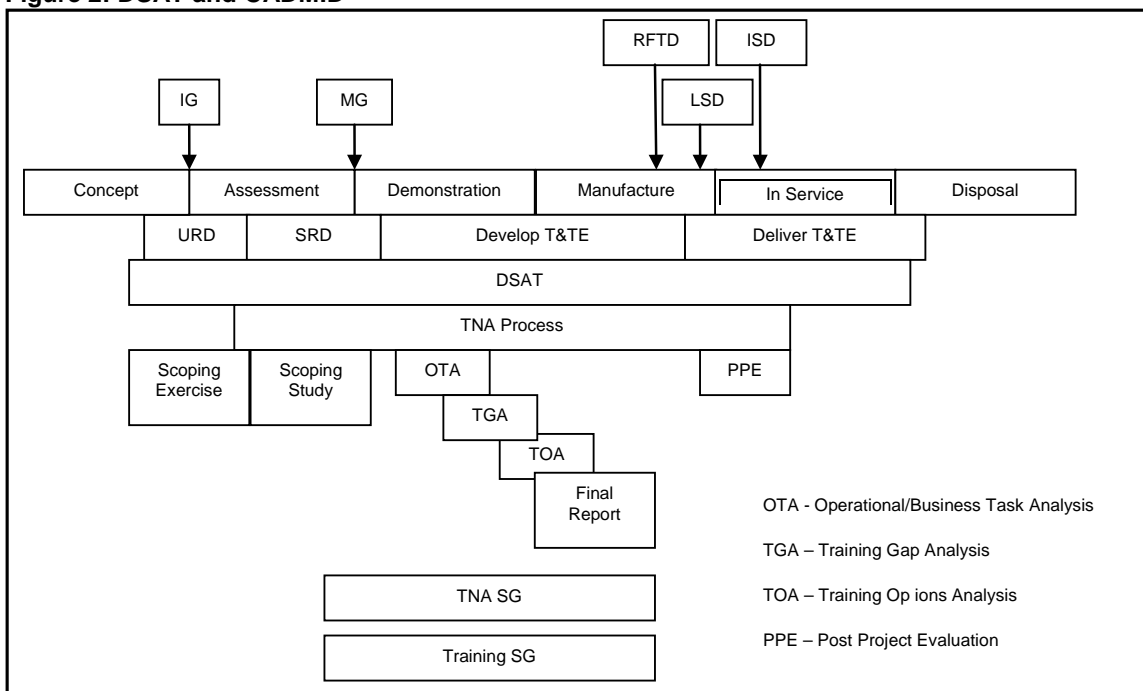 Figure 2: DSAT and CADMID
RFTD
ISD
IG
MG
LSD
Concept
Assessment
Demonstration
Manufacture
In Service
Disposal
URD
SRD
Develop T&TE
Deliver T&TE
DSAT
TNA Process
Scoping
Exercise
Scoping
Study
OTA
PPE
TGA
TOA
Final
Report
OTA - Operational/Business Task Analysis
TGA – Training Gap Analysis
TOA – Training Op ions Analysis
PPE – Post Project Evaluation
TNA SG
Training SG